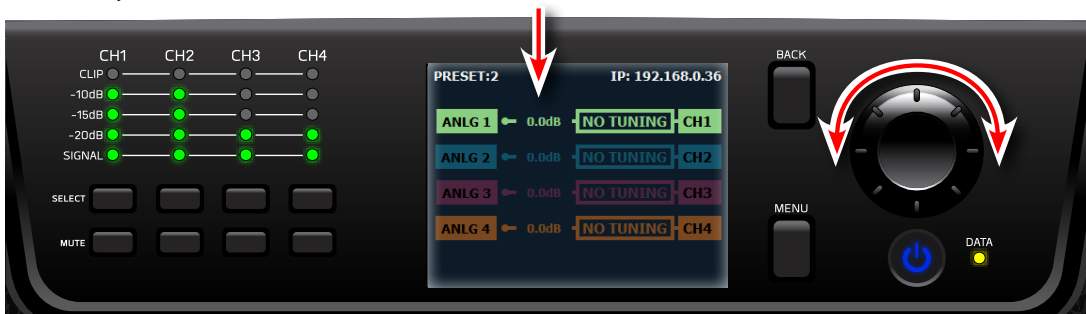 CH1 CH2 CH3 CH4
CLIP
-10dB
-15dB
-20dB
SIGNAL
SELECT
MUTE
PRESET:2 IP: 192.168.0.36
ANLG 1 0.0dB NO TUNING CH1
ANLG 2 0.0dB NO TUNING CH2
ANLG 3 0.0dB NO TUNING CH3
ANLG 4 0.0dB NO TUNING CH4
BACK
MENU
DATA